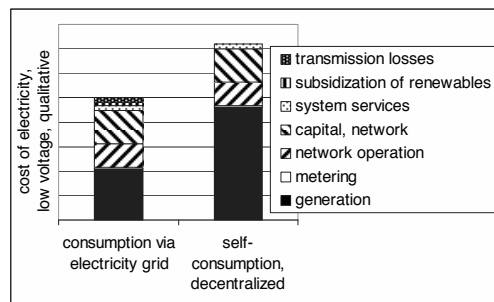 cost of electricity,
low voltage, qualitative
transmission losses
subsidization of renewables
system services
capital, network
network operation
metering
generation
consumption via
electricity grid
self-
consumption,
decentralized